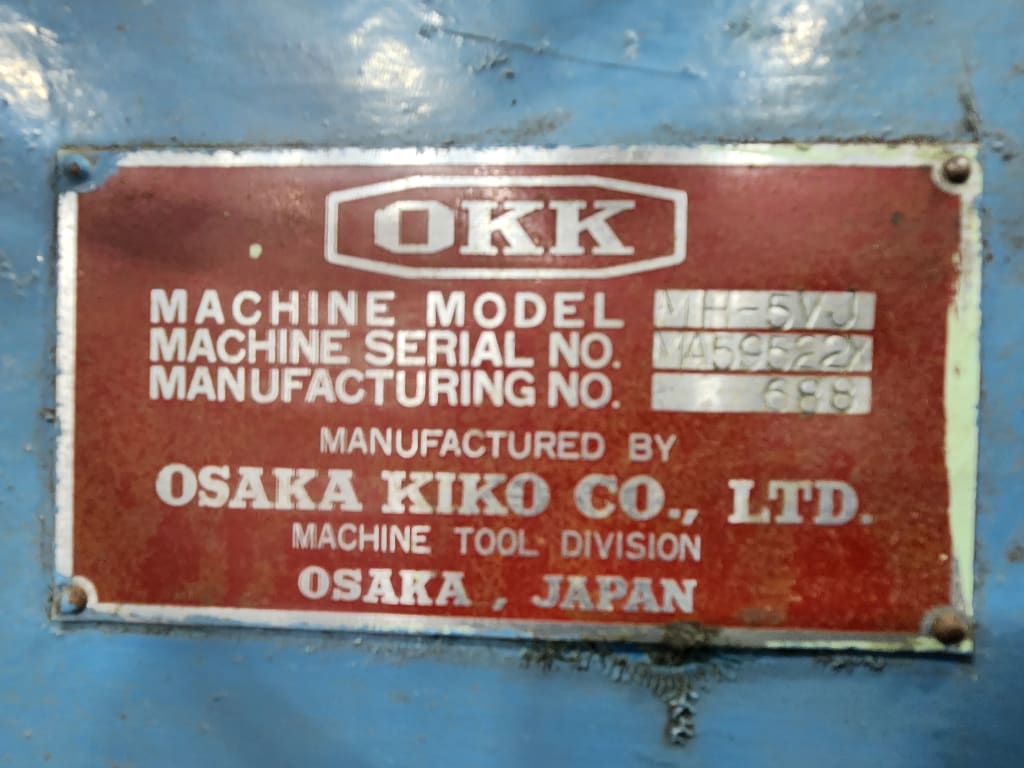 OKK
MACHINE MODEL MH-5VJ
MACHINE SERIAL NO.
MANUFACTURING NO. 688
MANUFACTURED BY
OSAKA KIKO CO., LTD.
MACHINE TOOL DIVISION
OSAKA, JAPAN